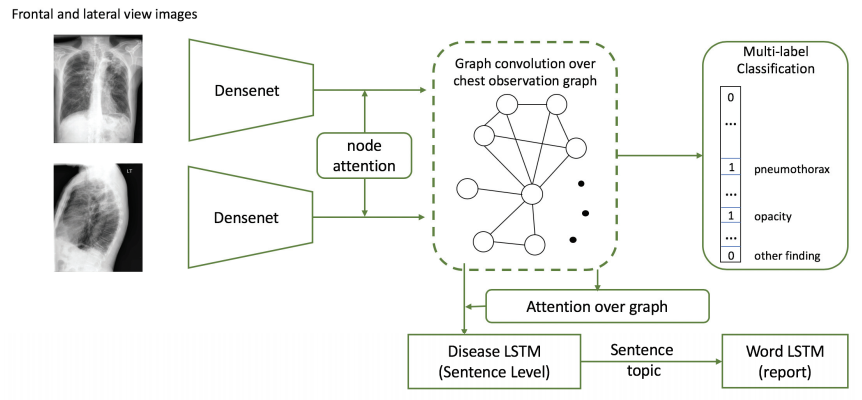 Frontal and lateral view images
Densenet
node
attention
Densenet
LT
Graph convolution over
chest observation graph
Multi-label
Classification
0
...
1 pneumothorax
...
1 opacity
...
0 other finding
Attention over graph
Disease LSTM
(Sentence Level)
Sentence
topic
Word LSTM
(report)